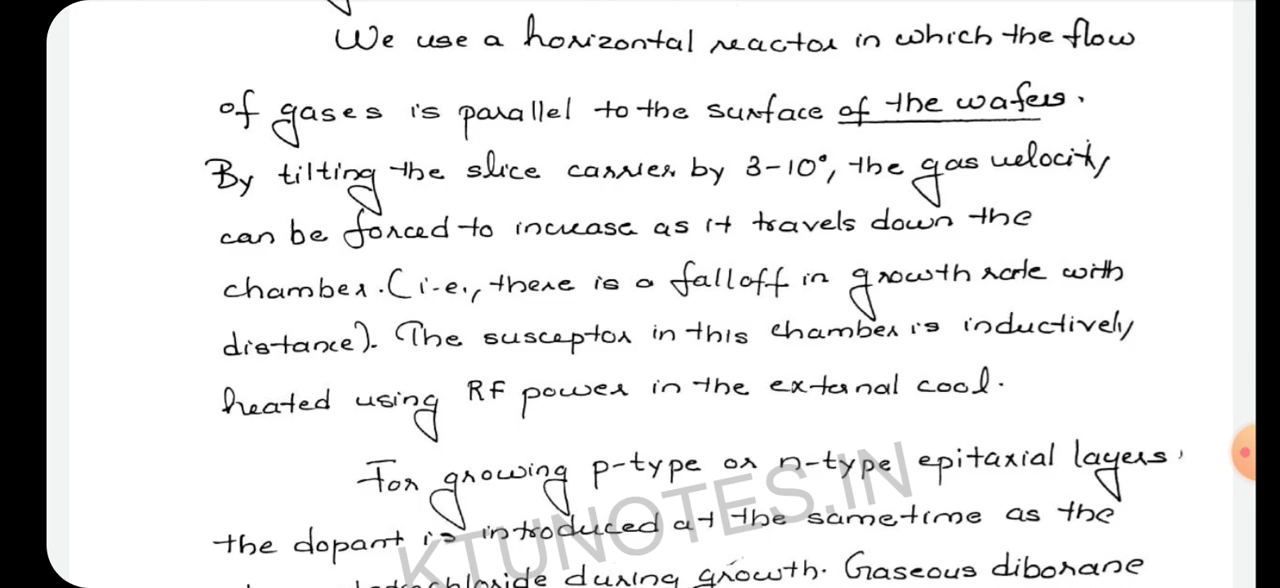 We use a horizontal reactor in which the flow
of gases is parallel to the surface of the wafers.
By tilting the slice carrier by 3-10°, the gas velocity
can be forced to increase as it travels down the
chamber. (i.e., there is a falloff in growth rate with
distance). The susceptor in this chamber is inductively
heated using RF power in the external cool.
For growing p-type or n-type epitaxial layers,
the dopant is introduced at the sametime as the
during growth. Gaseous diborane
KTUNOTES.IN